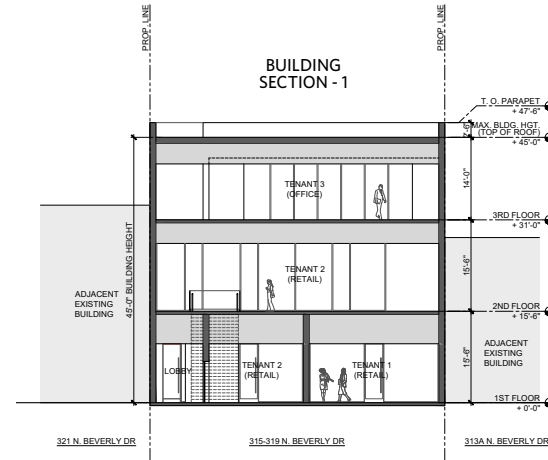 PROP. LINE
PROP. LINE
BUILDING
SECTION - 1
T. O. PARAPET
+ 47'-6"
2'-6"
MAX. BLDG. HGT.
(TOP OF ROOF)
+ 45'-0"
TENANT 3
(OFFICE)
14'-0"
3RD FLOOR
+ 31'-0"
45'-0" BUILDING HEIGHT
TENANT 2
(RETAIL)
15'-6"
ADJACENT
EXISTING
BUILDING
2ND FLOOR
+ 15'-6"
LOBBY
TENANT 2
(RETAIL)
TENANT 1
(RETAIL)
15'-6"
ADJACENT
EXISTING
BUILDING
1ST FLOOR
+ 0'-0"
321 N. BEVERLY DR
315-319 N. BEVERLY DR
313A N. BEVERLY DR